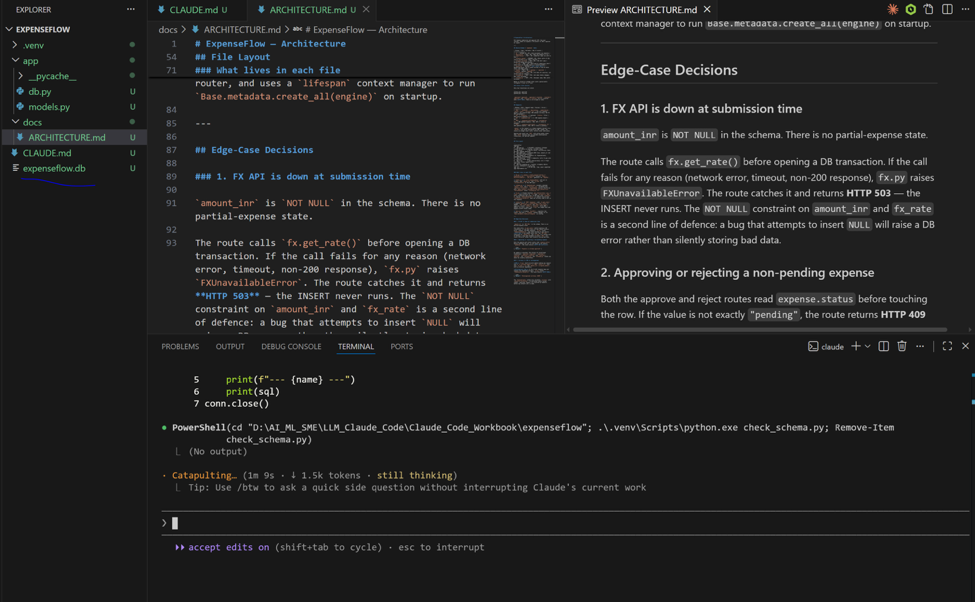 EXPLORER
EXPENSEFLOW
.venv
app
__pycache__
db.py U
models.py U
docs
ARCHITECTURE.md U
CLAUDE.md U
expenseflow.db U
CLAUDE.md U
ARCHITECTURE.md U
docs > ARCHITECTURE.md > # ExpenseFlow — Architecture
1 # ExpenseFlow — Architecture
54 ## File Layout
71 ### What lives in each file
router, and uses a `lifespan` context manager to run
`Base.metadata.create_all(engine)` on startup.
84
85 ---
86
87 ## Edge-Case Decisions
88
89 ### 1. FX API is down at submission time
90
91 `amount_inr` is `NOT NULL` in the schema. There is no
partial-expense state.
92
93 The route calls `fx.get_rate()` before opening a DB
transaction. If the call fails for any reason (network
error, timeout, non-200 response), `fx.py` raises
`FXUnavailableError`. The route catches it and returns
**HTTP 503** — the INSERT never runs. The `NOT NULL`
constraint on `amount_inr` and `fx_rate` is a second line
of defence: a bug that attempts to insert `NULL` will
Preview ARCHITECTURE.md
context manager to run Base.metadata.create_all(engine) on startup.
Edge-Case Decisions
1. FX API is down at submission time
amount_inr is NOT NULL in the schema. There is no partial-expense state.
The route calls fx.get_rate() before opening a DB transaction. If the call
fails for any reason (network error, timeout, non-200 response), fx.py raises
FXUnavailableError. The route catches it and returns HTTP 503 — the
INSERT never runs. The NOT NULL constraint on amount_inr and fx_rate
is a second line of defence: a bug that attempts to insert NULL will raise a DB
error rather than silently storing bad data.
2. Approving or rejecting a non-pending expense
Both the approve and reject routes read expense.status before touching
the row. If the value is not exactly "pending", the route returns HTTP 409
PROBLEMS OUTPUT DEBUG CONSOLE TERMINAL PORTS
claude
5 print(f"--- {name} ---")
6 print(sql)
7 conn.close()
PowerShell(cd "D:\AI_ML_SME\LLM_Claude_Code\Claude_Code_Workbook\expenseflow"; .\.venv\Scripts\python.exe check_schema.py; Remove-Item
check_schema.py)
(No output)
· Catapulting… (1m 9s · ↓ 1.5k tokens · still thinking)
Tip: Use /btw to ask a quick side question without interrupting Claude's current work
❯
⏵⏵ accept edits on (shift+tab to cycle) · esc to interrupt